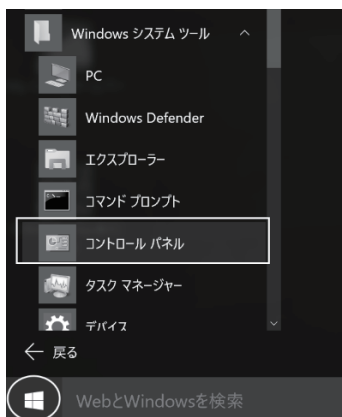 Windows システム ツール
PC
Windows Defender
エクスプローラー
コマンド プロンプト
コントロール パネル
タスク マネージャー
デバイス
戻る
WebとWindowsを検索